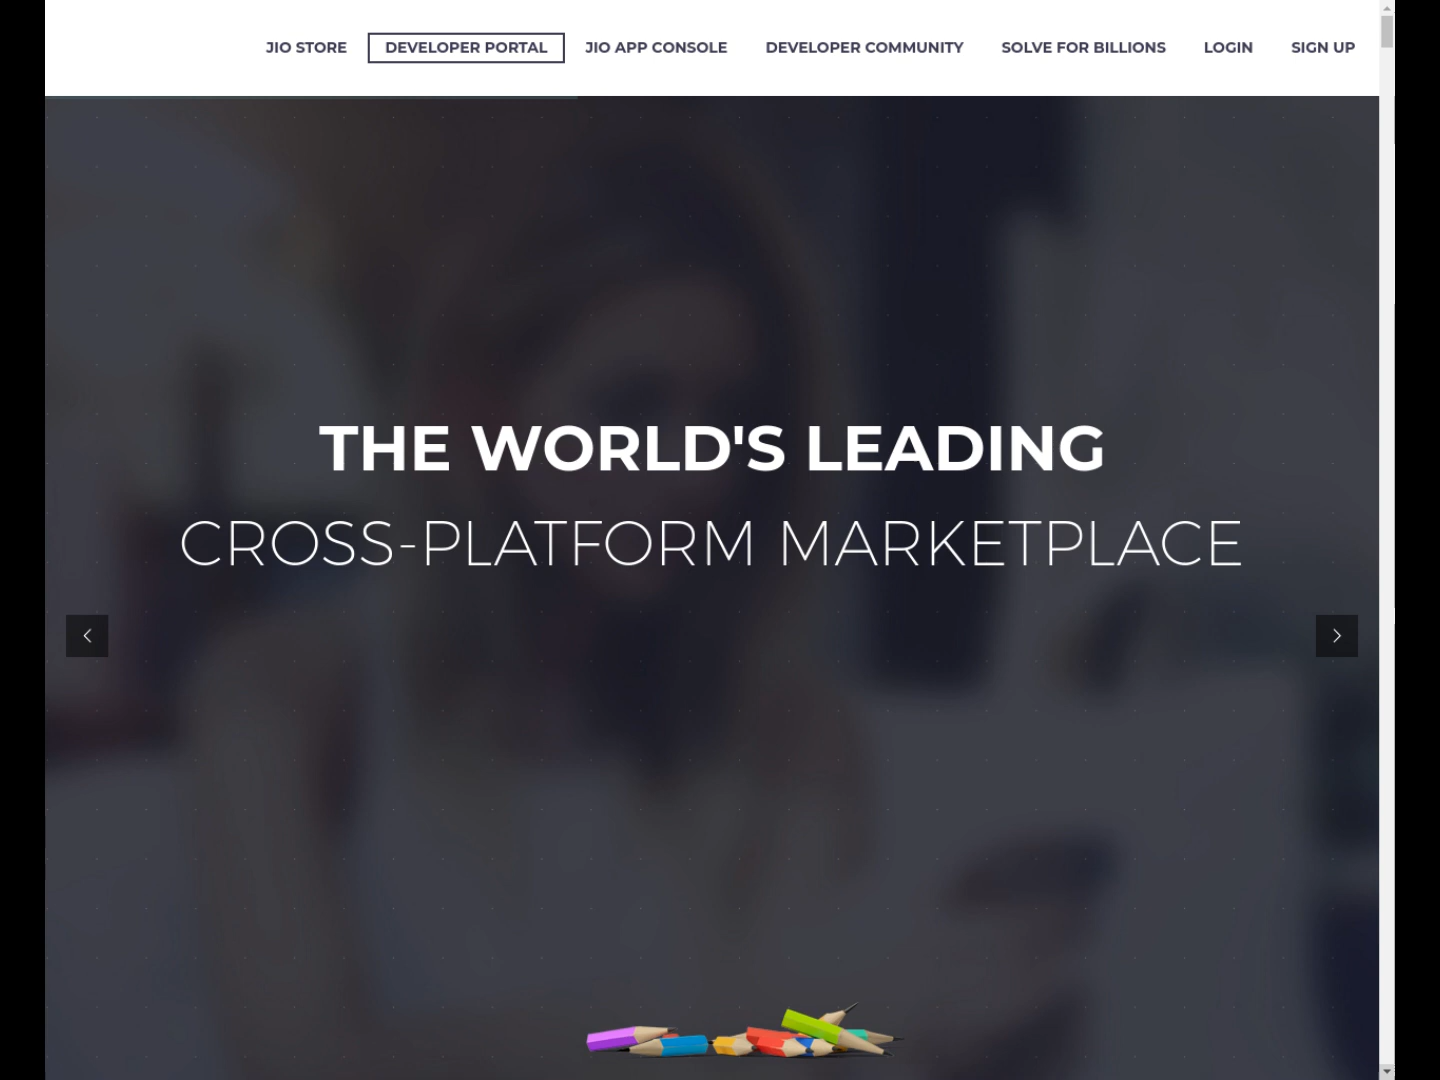 JIO STORE DEVELOPER PORTAL JIO APP CONSOLE DEVELOPER COMMUNITY SOLVE FOR BILLIONS LOGIN SIGN UP
THE WORLD'S LEADING
CROSS-PLATFORM MARKETPLACE